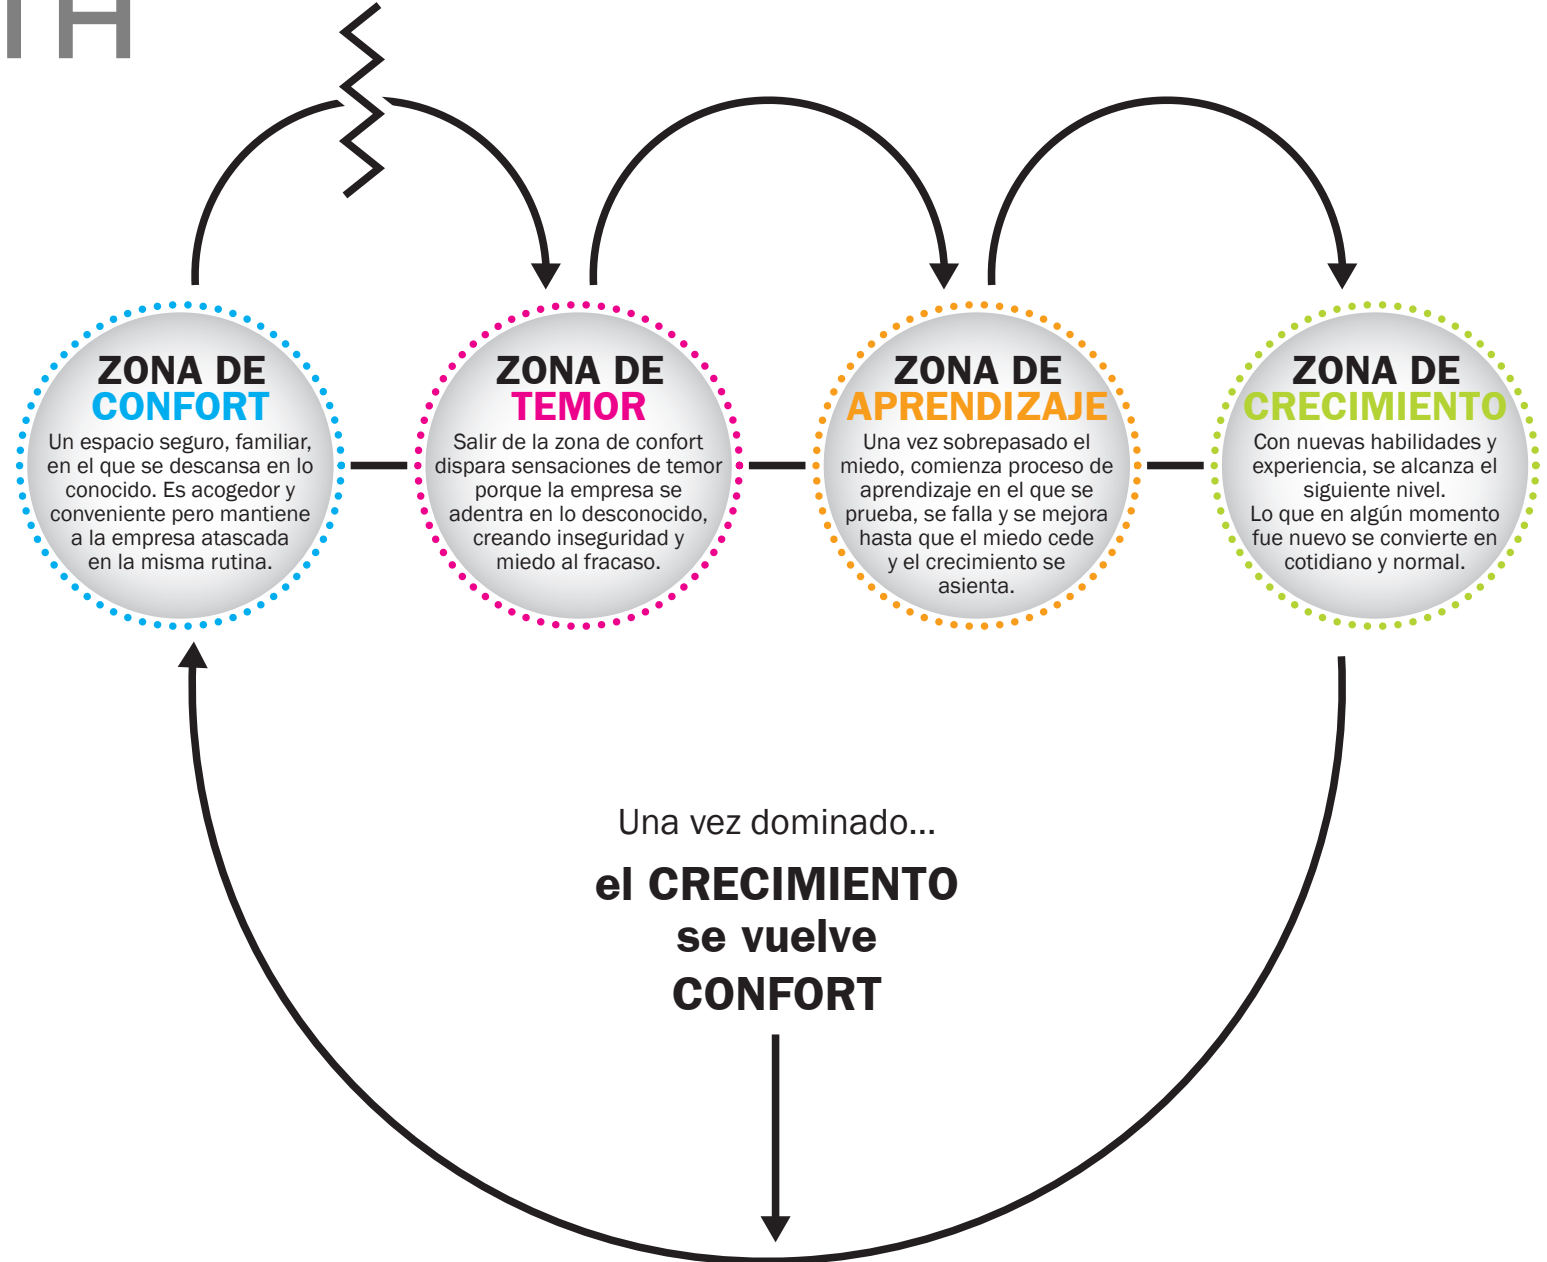 TH
ZONA DE
CONFORT
Un espacio seguro, familiar,
en el que se descansa en lo
conocido. Es acogedor y
conveniente pero mantiene
a la empresa atascada
en la misma rutina.
ZONA DE
TEMOR
Salir de la zona de confort
dispara sensaciones de temor
porque la empresa se
adentra en lo desconocido,
creando inseguridad y
miedo al fracaso.
ZONA DE
APRENDIZAJE
Una vez sobrepasado el
miedo, comienza proceso de
aprendizaje en el que se
prueba, se falla y se mejora
hasta que el miedo cede
y el crecimiento se
asienta.
ZONA DE
CRECIMIENTO
Con nuevas habilidades y
experiencia, se alcanza el
siguiente nivel.
Lo que en algún momento
fue nuevo se convierte en
cotidiano y normal.
Una vez dominado...
el CRECIMIENTO
se vuelve
CONFORT